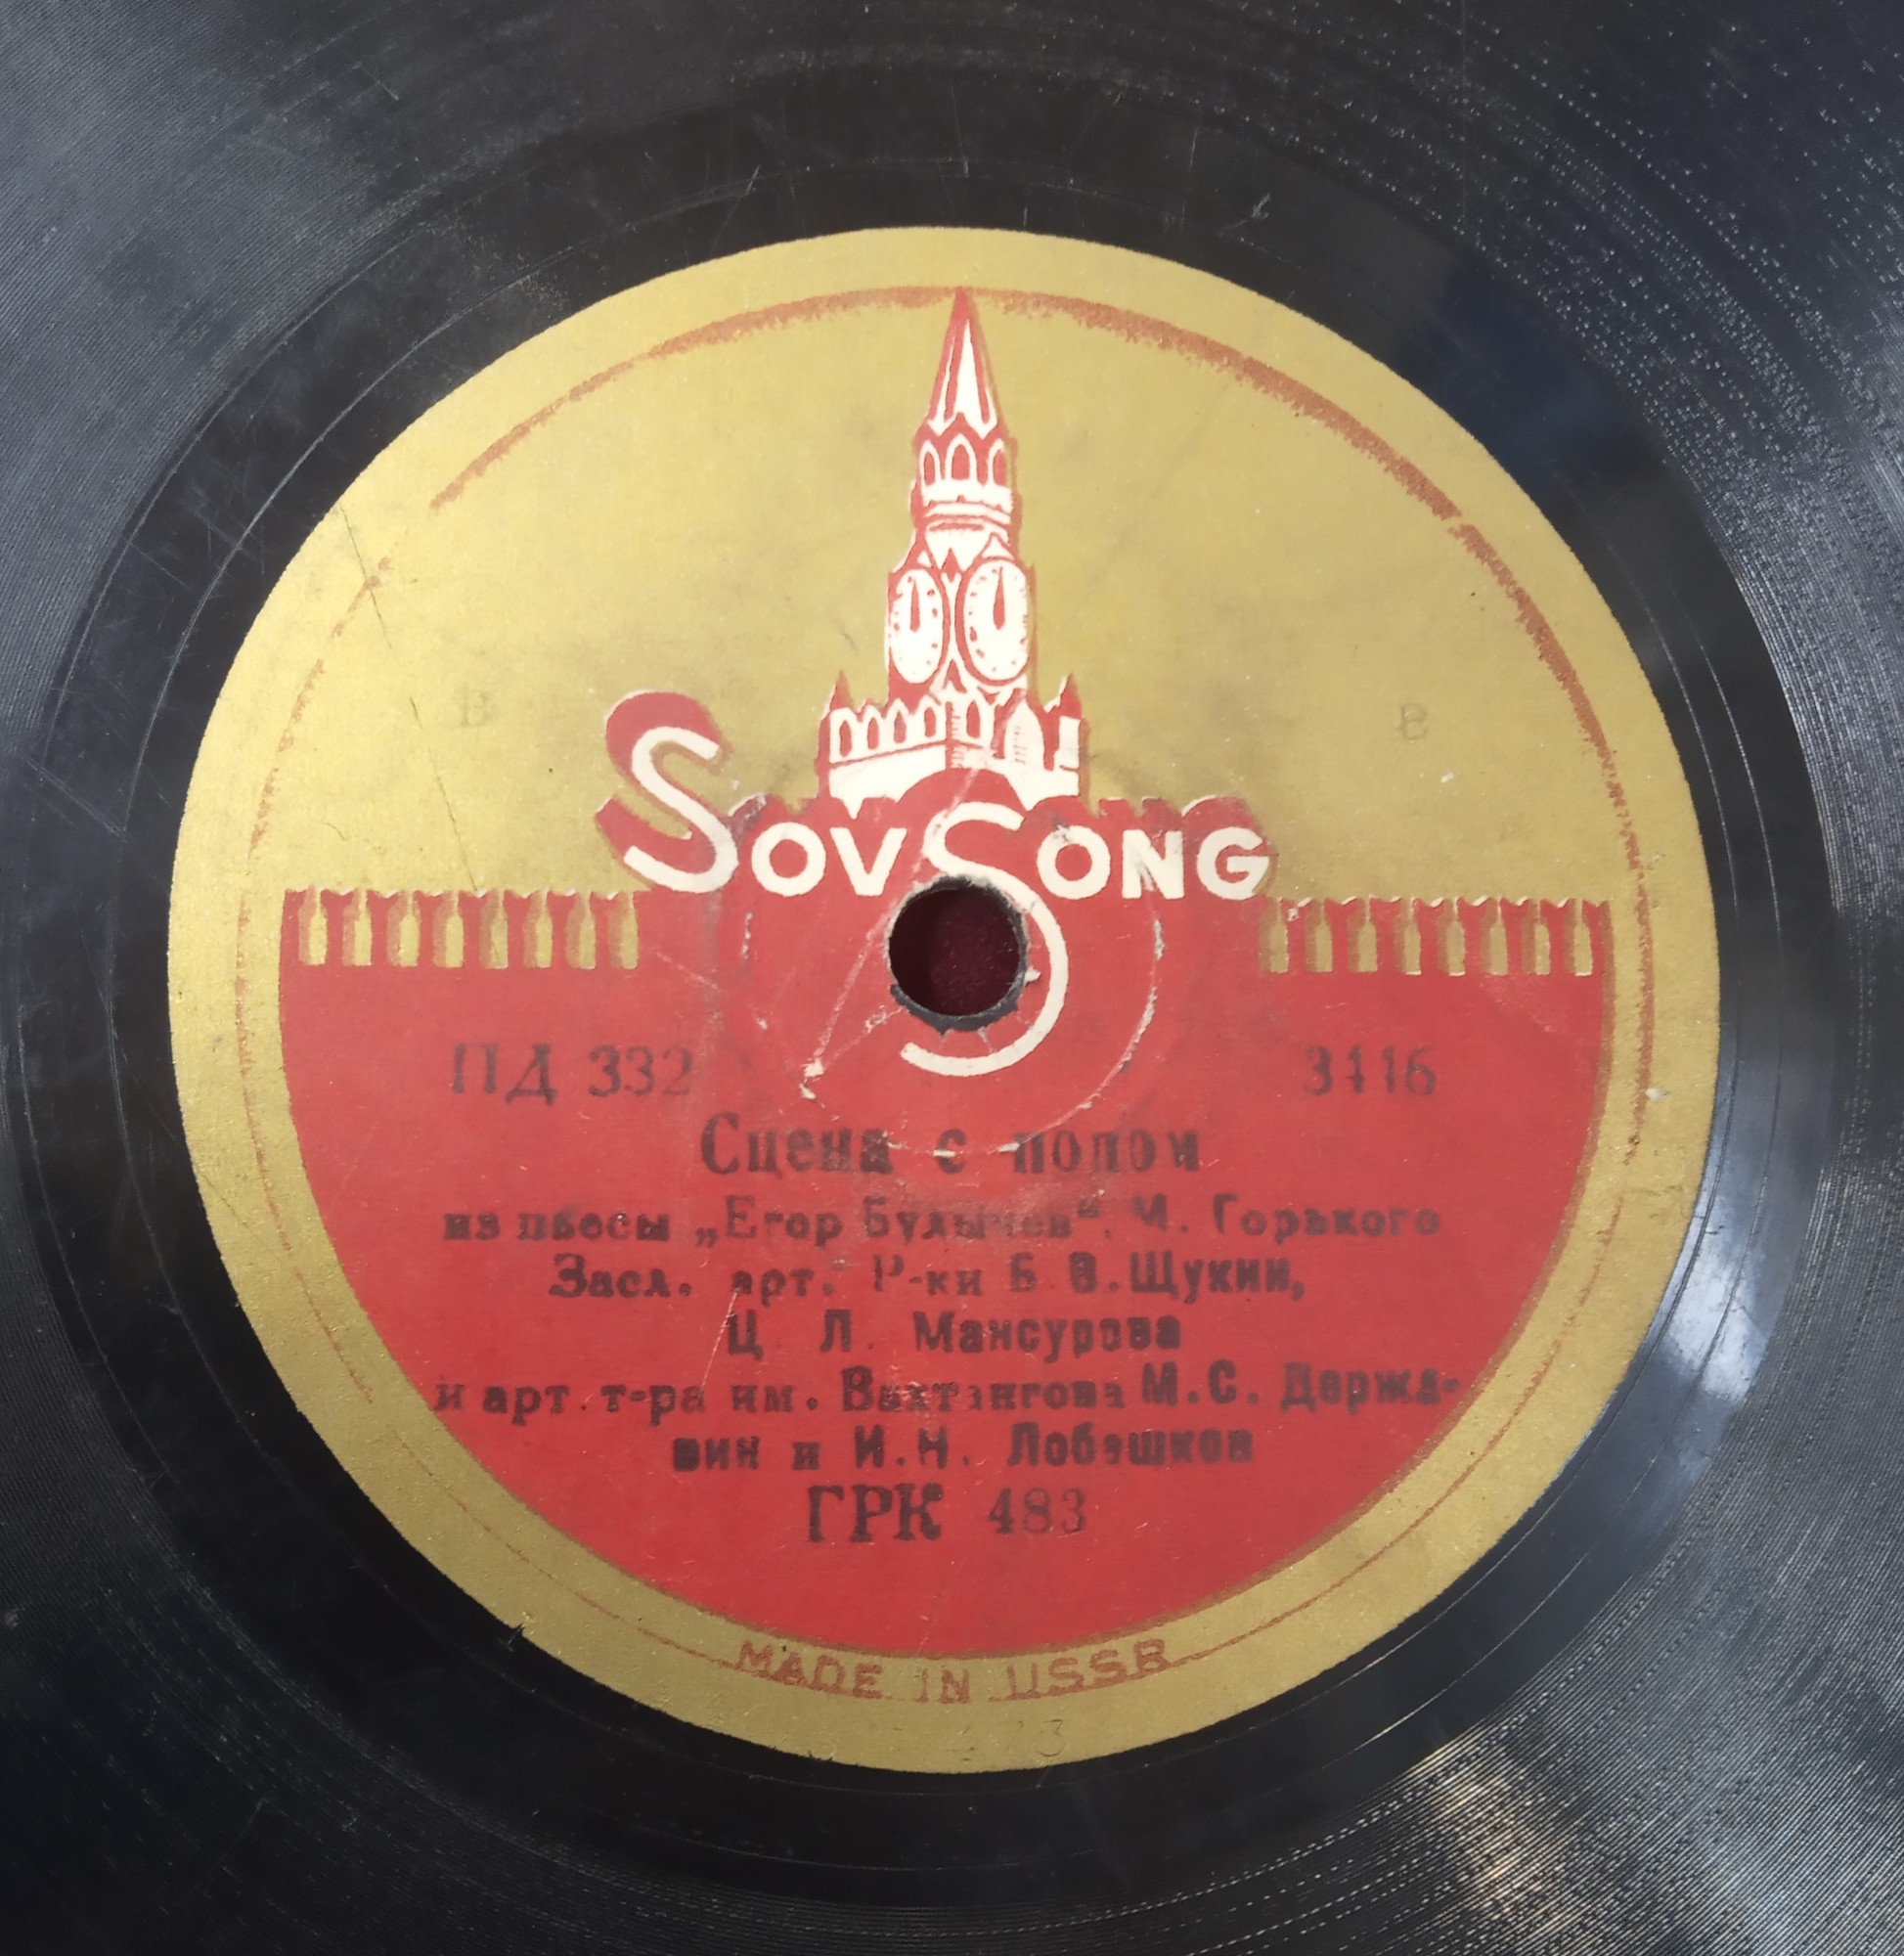 SovSong
В В
ПД 332 3116
Сцена с попом
из пьесы „Егор Булычев“. М. Горького
Засл. арт. Р-ки Б. В. Щукин,
Ц. Л. Мансурова
и арт. т-ра им. Вахтангова М.С. Держа-
вин и И.Н. Лобашков
ГРК 483
MADE IN USSR